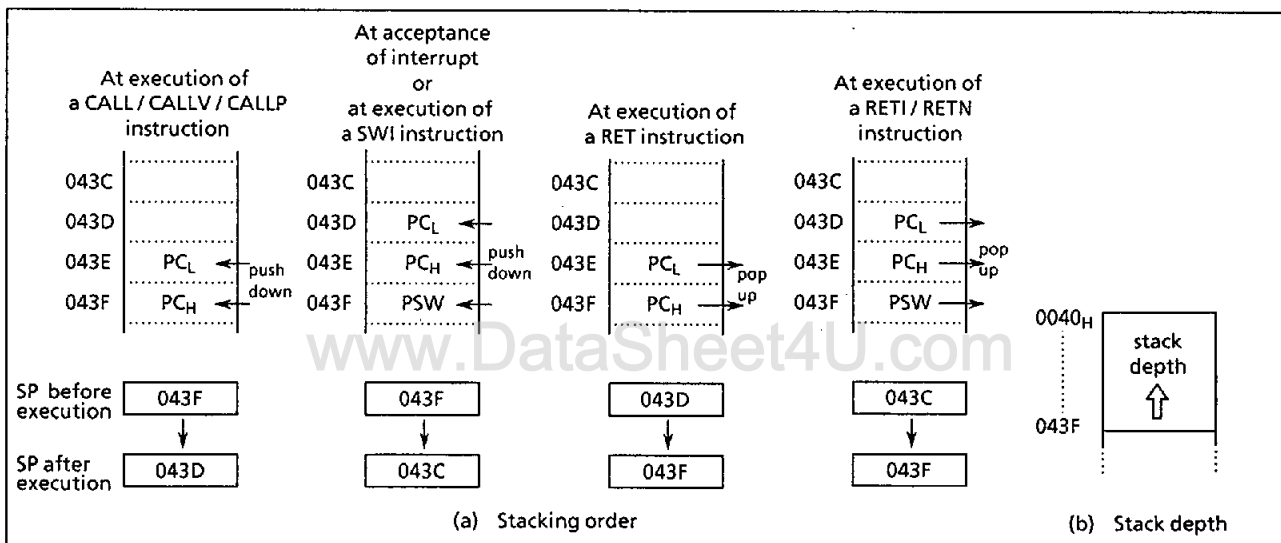 At execution of
a CALL / CALLV / CALLP
instruction
043C
043D
043E PCL
043F PCH
push
down
At acceptance
of interrupt
or
at execution of
a SWI instruction
043C
043D PCL
043E PCH
043F PSW
push
down
At execution of
a RET instruction
043C
043D
043E PCL
043F PCH
pop
up
At execution of
a RETI / RETN
instruction
043C
043D PCL
043E PCH
043F PSW
pop
up
www.DataSheet4U.com
SP before
execution
043F 043F 043D 043C
SP after
execution
043D 043C 043F 043F
(a) Stacking order
0040H
stack
depth
043F
(b) Stack depth